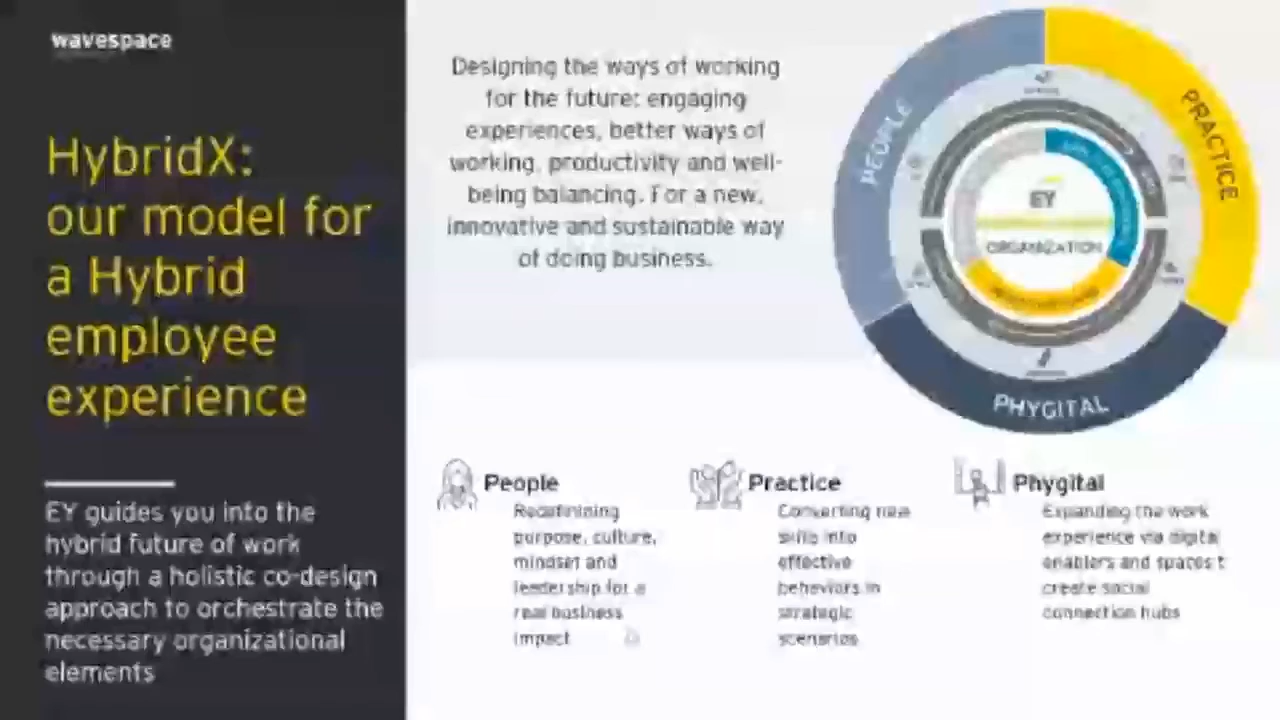 wavespace
HybridX:
our model for
a Hybrid
employee
experience
EY guides you into the
hybrid future of work
through a holistic co-design
approach to orchestrate the
necessary organizational
elements
Designing the ways of working
for the future: engaging
experiences, better ways of
working, productivity and well-
being balancing. For a new,
innovative and sustainable way
of doing business.
PEOPLE
PRACTICE
PHYGITAL
EY
ORGANIZATION
People
Redefining
purpose, culture,
mindset and
leadership for a
real business
impact
Practice
Converting new
skills into
effective
behaviors in
strategic
scenarios
Phygital
Expanding the work
experience via digital
enablers and spaces t
create social
connection hubs